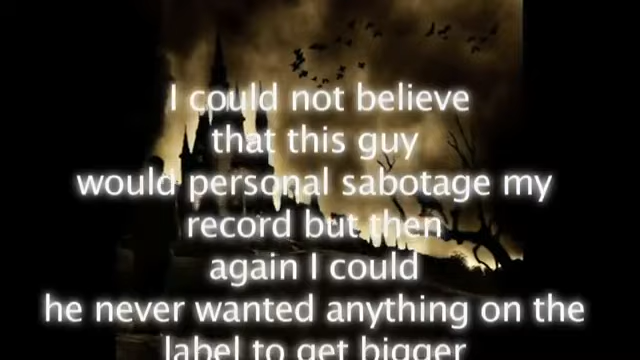 I could not believe
that this guy
would personal sabotage my
record but then
again I could
he never wanted anything on the
label to get bigger